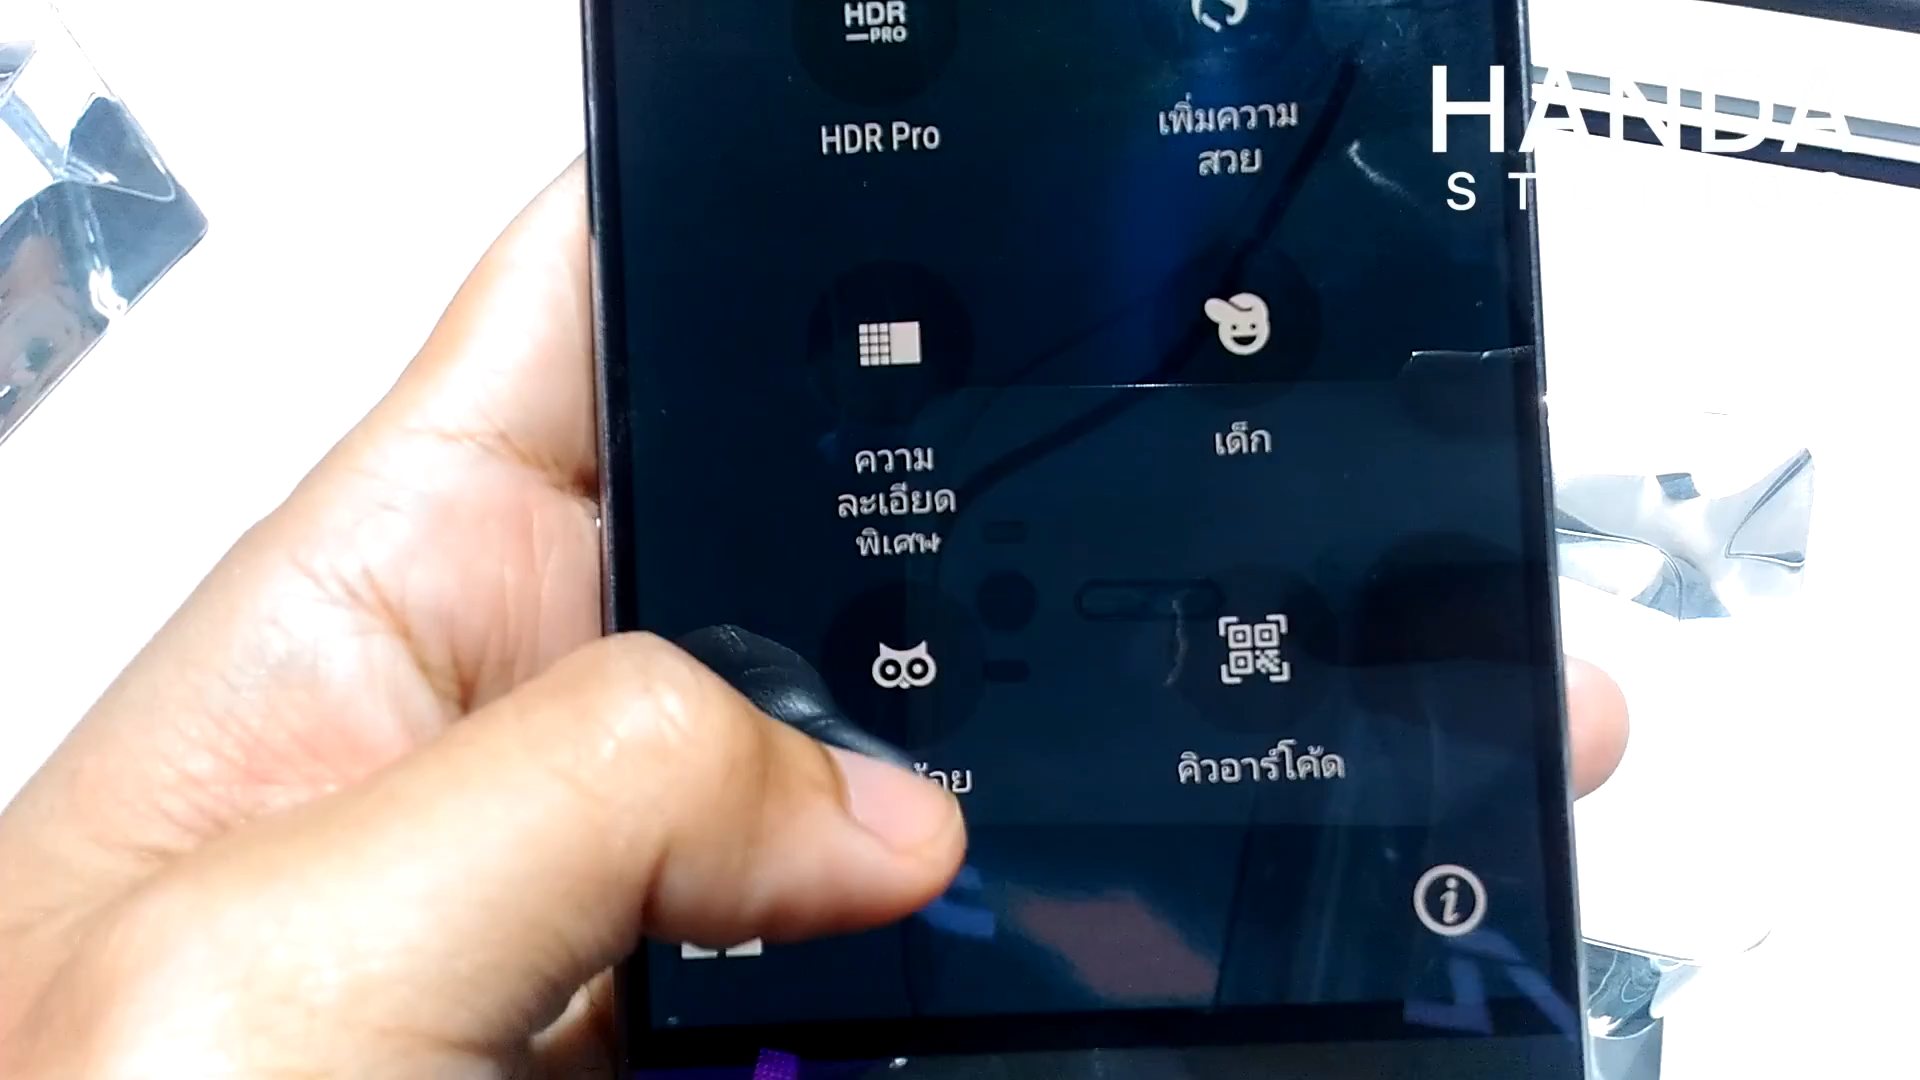 HDR
PRO
HDR Pro
เพิ่มความ
สวย
HANDA
ความ
ละเอียด
พิเศษ
เด็ก
คิวอาร์โค้ด